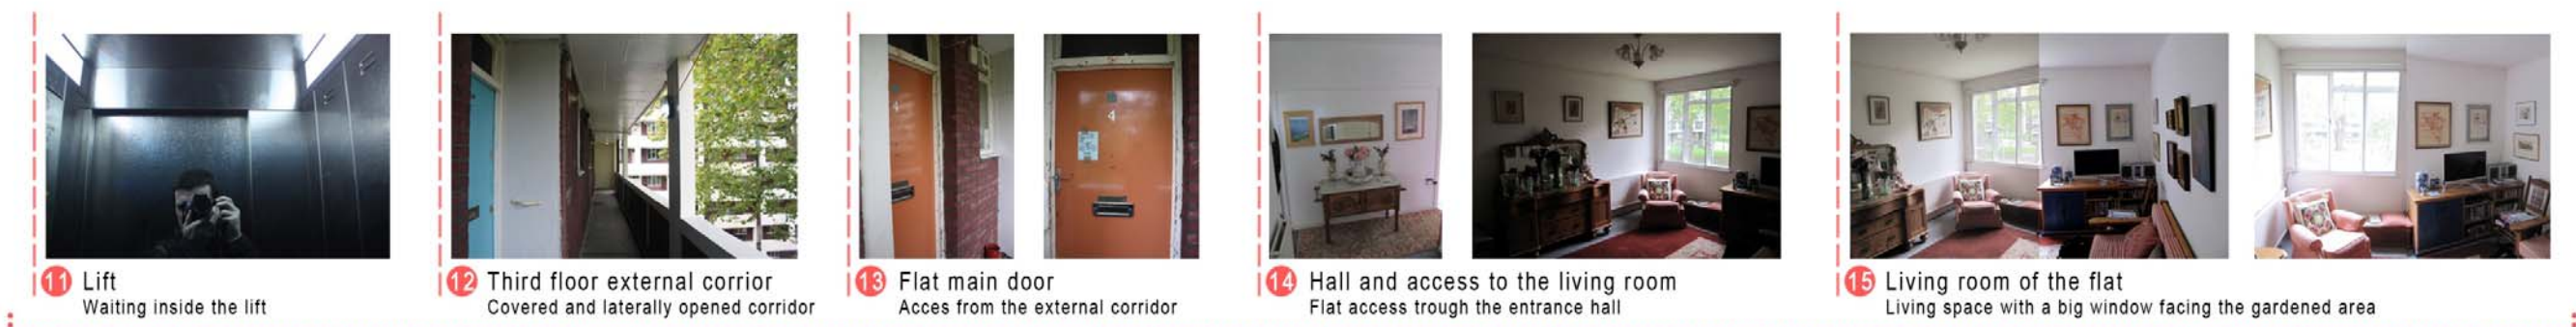 11 Lift
Waiting inside the lift
12 Third floor external corrior
Covered and laterally opened corridor
4
4
13 Flat main door
Acces from the external corridor
14 Hall and access to the living room
Flat access trough the entrance hall
15 Living room of the flat
Living space with a big window facing the gardened area